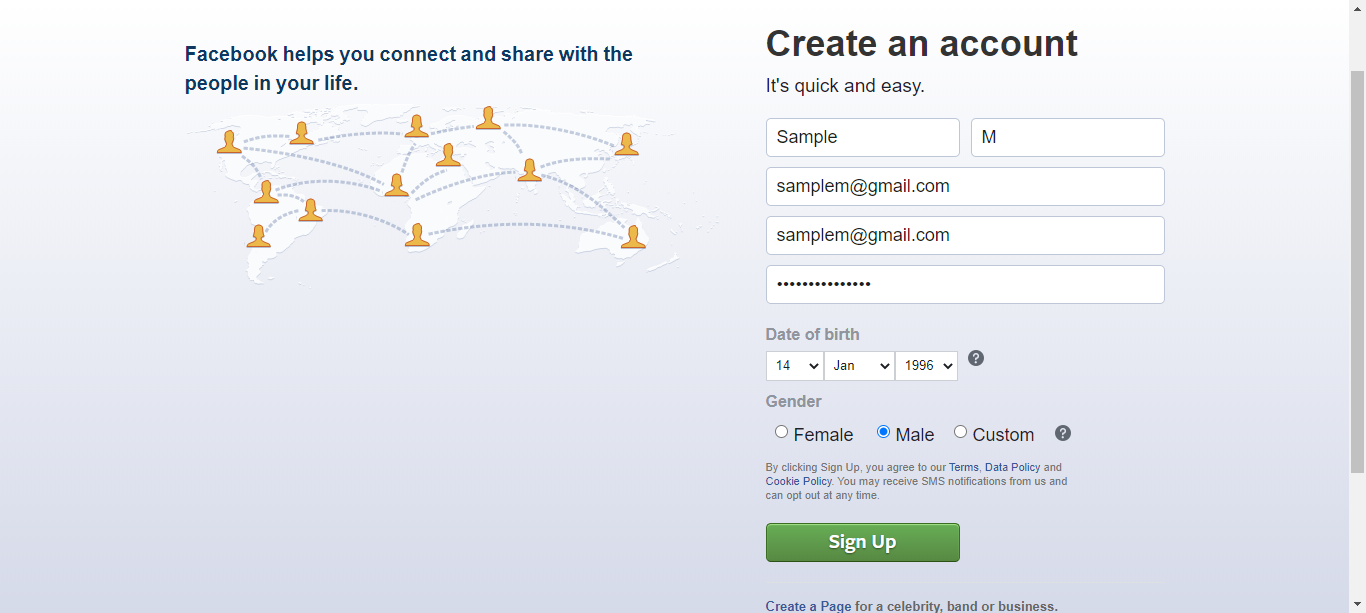 Facebook helps you connect and share with the
people in your life.
Create an account
It's quick and easy.
Sample M
samplem@gmail.com
samplem@gmail.com
•••••••••••••••
Date of birth
14 Jan 1996 ?
Gender
Female Male Custom ?
By clicking Sign Up, you agree to our Terms, Data Policy and
Cookie Policy. You may receive SMS notifications from us and
can opt out at any time.
Sign Up
Create a Page for a celebrity, band or business.